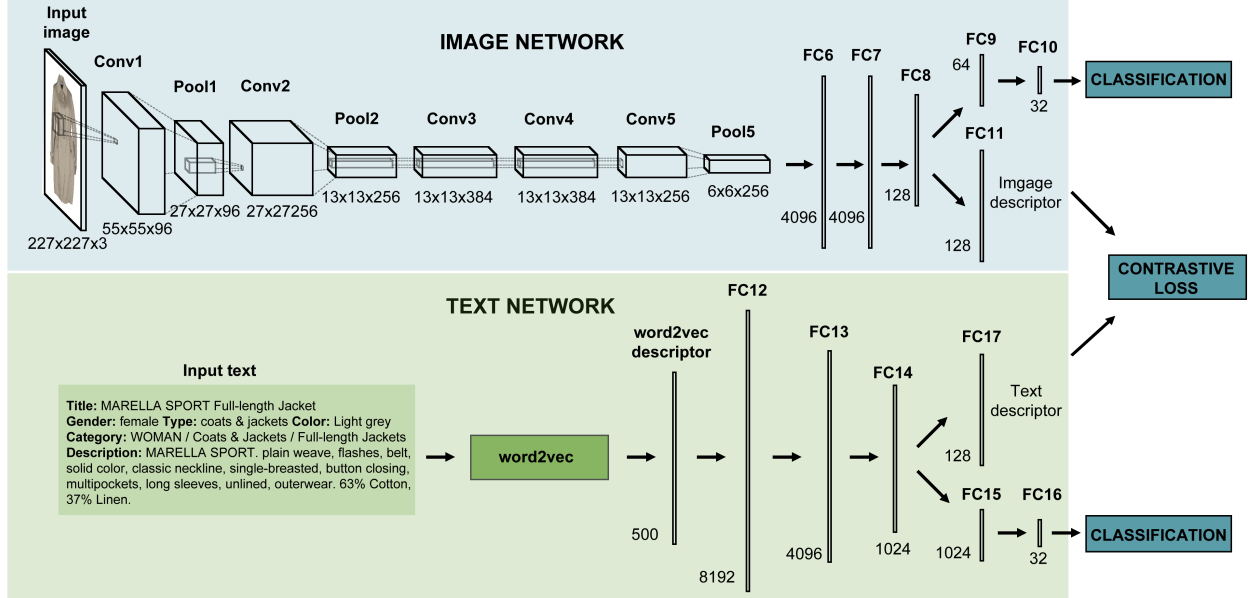 Input
image
IMAGE NETWORK
Conv1
Pool1
Conv2
Pool2
Conv3
Conv4
Conv5
Pool5
FC6
FC7
FC8
FC9
FC10
CLASSIFICATION
64
32
FC11
Imgage
descriptor
128
128
4096
4096
227x227x3
55x55x96
27x27x96
27x27256
13x13x256
13x13x384
13x13x384
13x13x256
6x6x256
CONTRASTIVE
LOSS
TEXT NETWORK
Input text
Title: MARELLA SPORT Full-length Jacket
Gender: female Type: coats & jackets Color: Light grey
Category: WOMAN / Coats & Jackets / Full-length Jackets
Description: MARELLA SPORT. plain weave, flashes, belt,
solid color, classic neckline, single-breasted, button closing,
multipockets, long sleeves, unlined, outerwear. 63% Cotton,
37% Linen.
word2vec
word2vec
descriptor
500
FC12
8192
FC13
4096
FC14
1024
FC17
Text
descriptor
128
FC15
1024
FC16
32
CLASSIFICATION